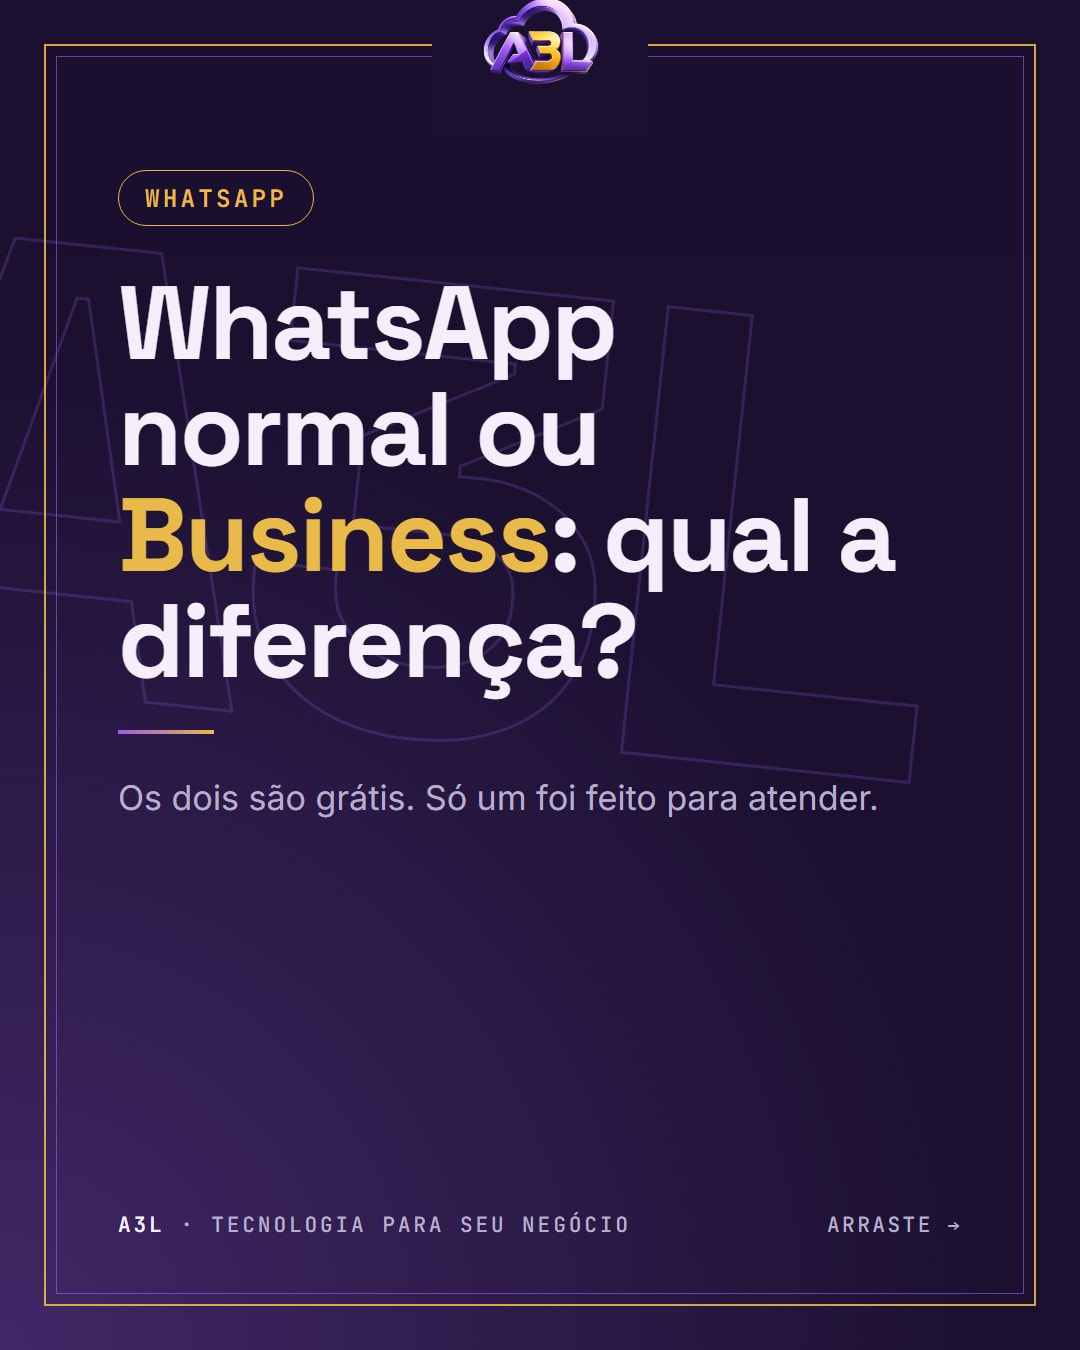 A3L
WHATSAPP
WhatsApp
normal ou
Business: qual a
diferença?
Os dois são grátis. Só um foi feito para atender.
A3L · TECNOLOGIA PARA SEU NEGÓCIO
ARRASTE →
A3L